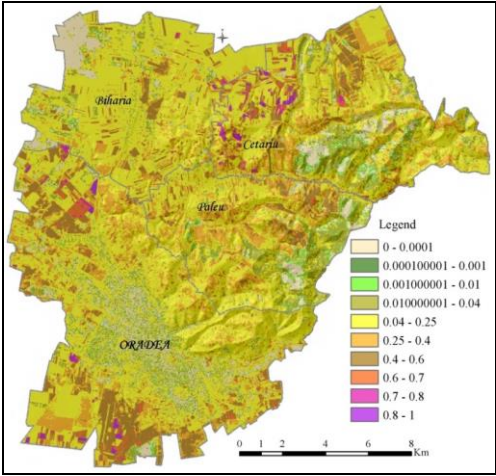 Biharia
Cetariu
Paleu
ORADEA
Legend
0 - 0.0001
0.000100001 - 0.001
0.001000001 - 0.01
0.010000001 - 0.04
0.04 - 0.25
0.25 - 0.4
0.4 - 0.6
0.6 - 0.7
0.7 - 0.8
0.8 - 1
0 1 2 4 6 8
Km